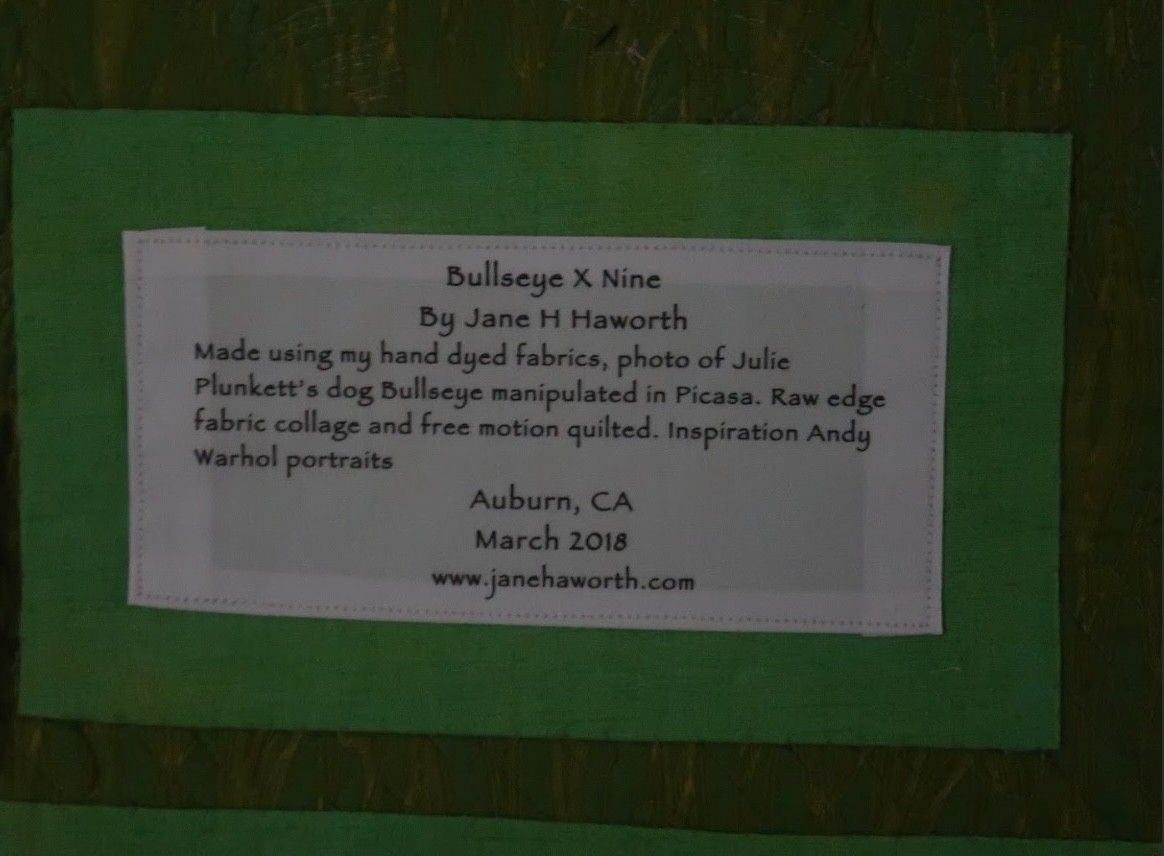 Bullseye X Nine
By Jane H Haworth
Made using my hand dyed fabrics, photo of Julie
Plunkett's dog Bullseye manipulated in Picasa. Raw edge
fabric collage and free motion quilted. Inspiration Andy
Warhol portraits
Auburn, CA
March 2018
www.janehaworth.com